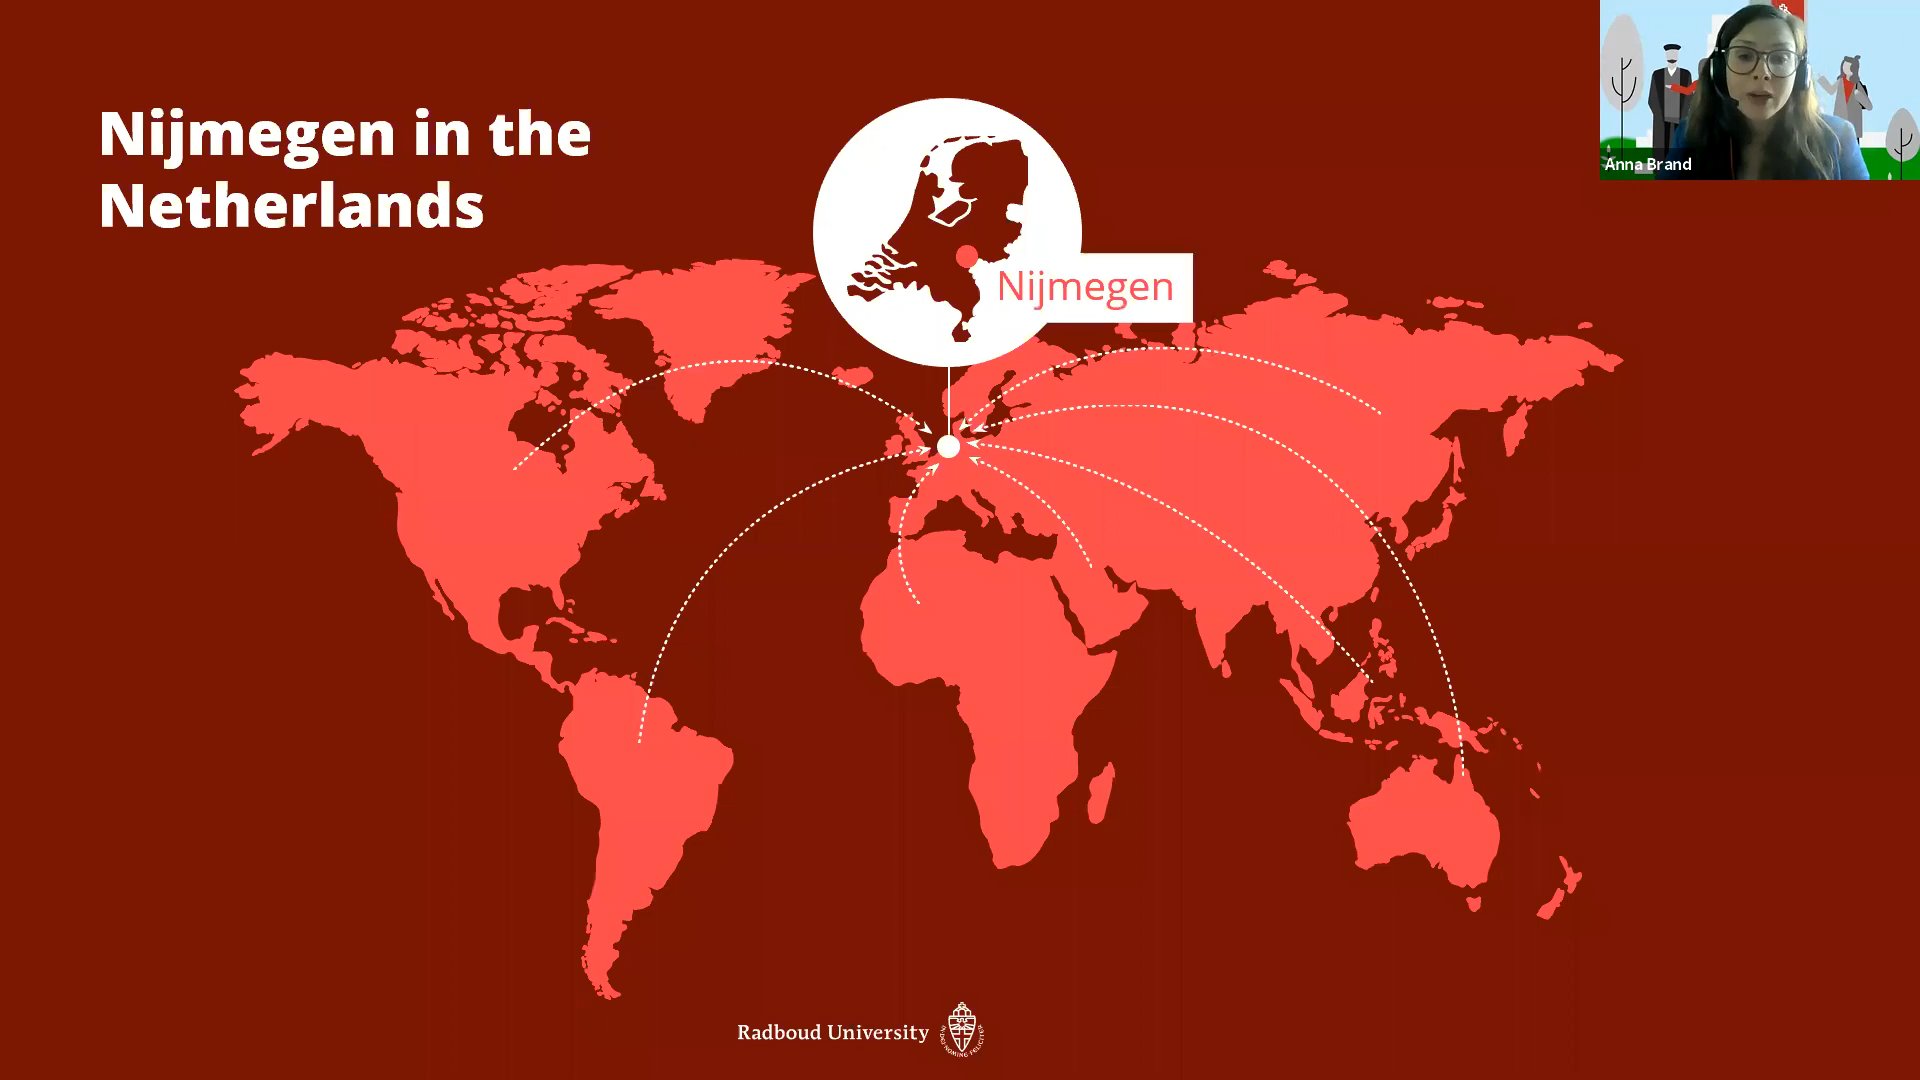 Nijmegen in the
Netherlands
Anna Brand
Nijmegen
Radboud University